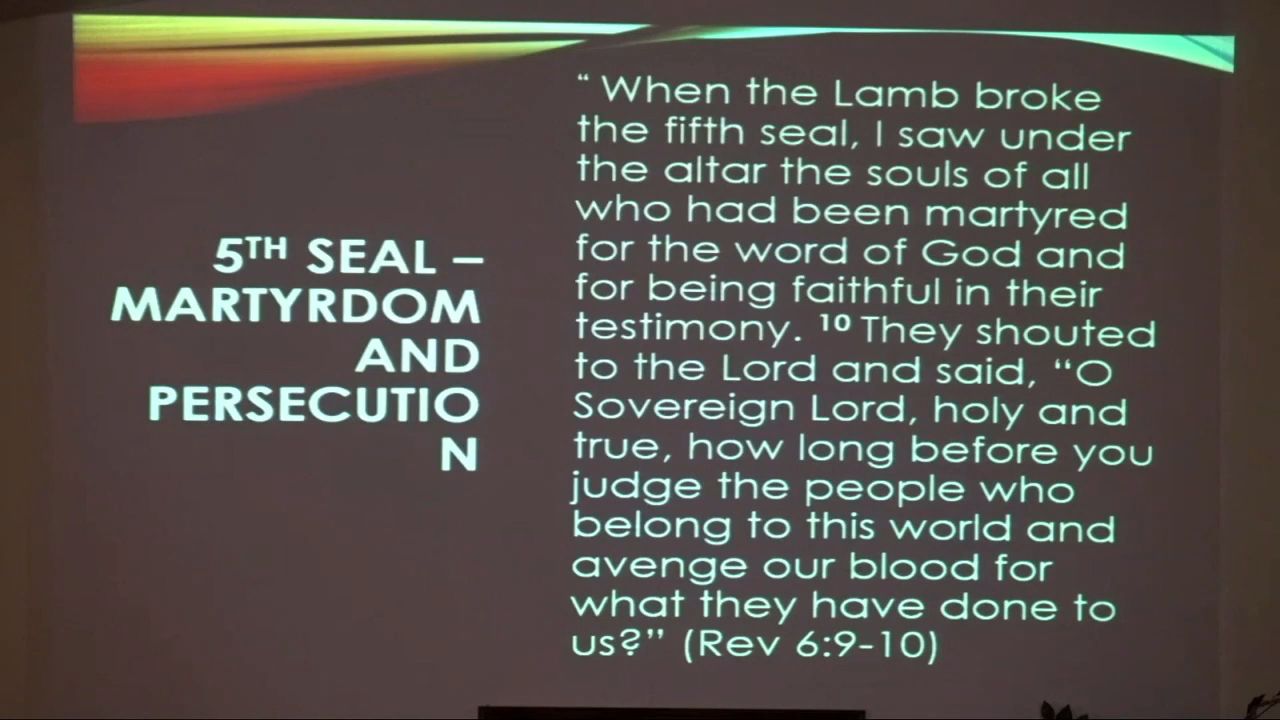 5TH SEAL –
MARTYRDOM
AND
PERSECUTIO
N
“ When the Lamb broke
the fifth seal, I saw under
the altar the souls of all
who had been martyred
for the word of God and
for being faithful in their
testimony. 10 They shouted
to the Lord and said, “O
Sovereign Lord, holy and
true, how long before you
judge the people who
belong to this world and
avenge our blood for
what they have done to
us?” (Rev 6:9-10)